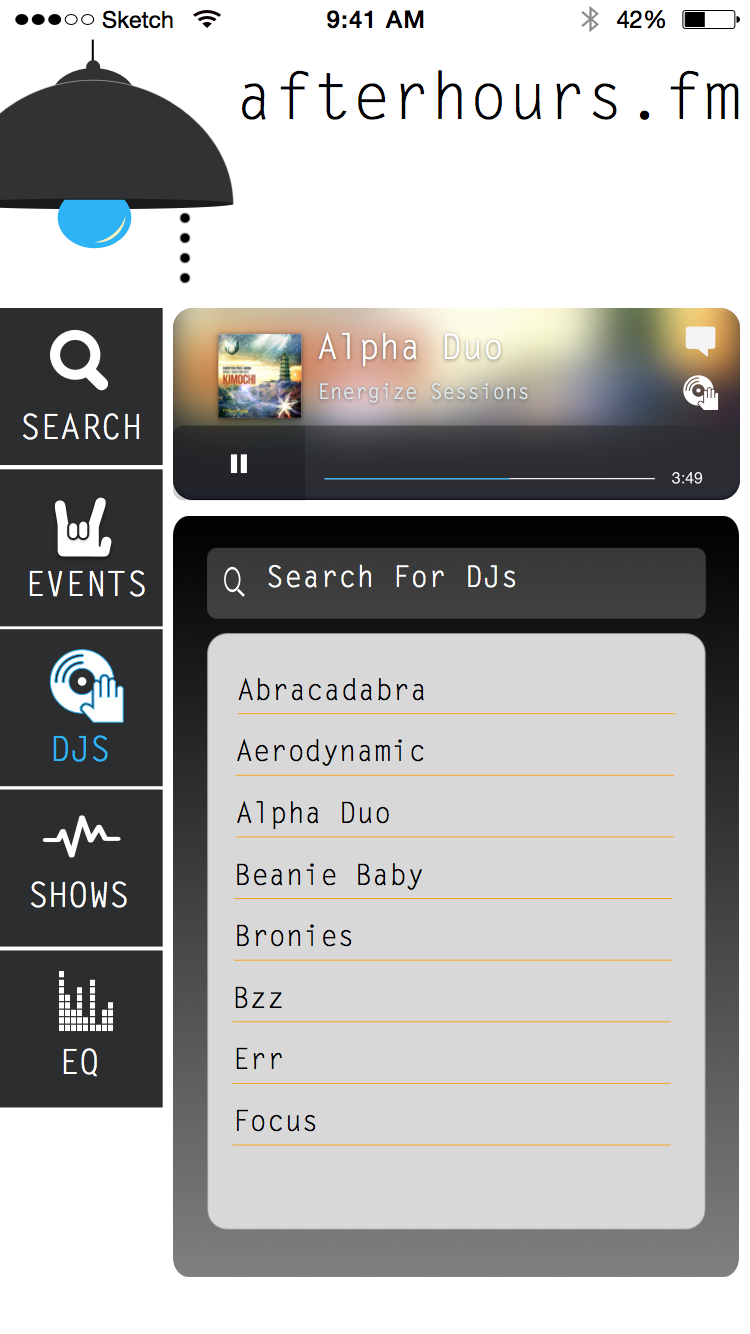 Sketch 9:41 AM 42%
afterhours.fm
SEARCH
EVENTS
DJS
SHOWS
EQ
KIMOCHI
Alpha Duo
Energize Sessions
3:49
Search For DJs
Abracadabra
Aerodynamic
Alpha Duo
Beanie Baby
Bronies
Bzz
Err
Focus